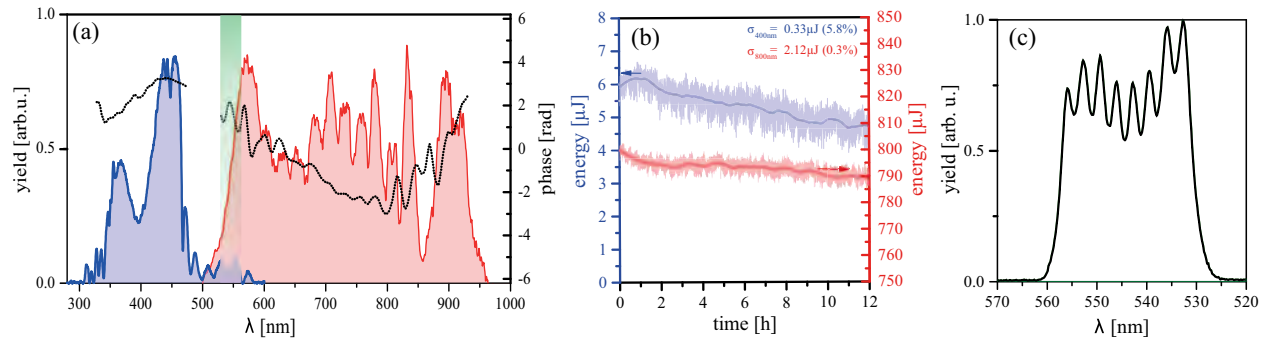 (a)
yield [arb.u.]
1.0
0.5
0.0
300 400 500 600 700 800 900 1000
λ [nm]
6
4
2
0
-2
-4
-6
phase [rad]
(b)
σ400nm= 0.33µJ (5.8%)
σ800nm= 2.12µJ (0.3%)
energy [µJ]
8
7
6
5
4
3
2
1
0
0 2 4 6 8 10 12
time [h]
850
840
830
820
810
800
790
780
770
760
750
energy [µJ]
(c)
yield [arb. u.]
1.0
0.5
0.0
570 560 550 540 530 520
λ [nm]